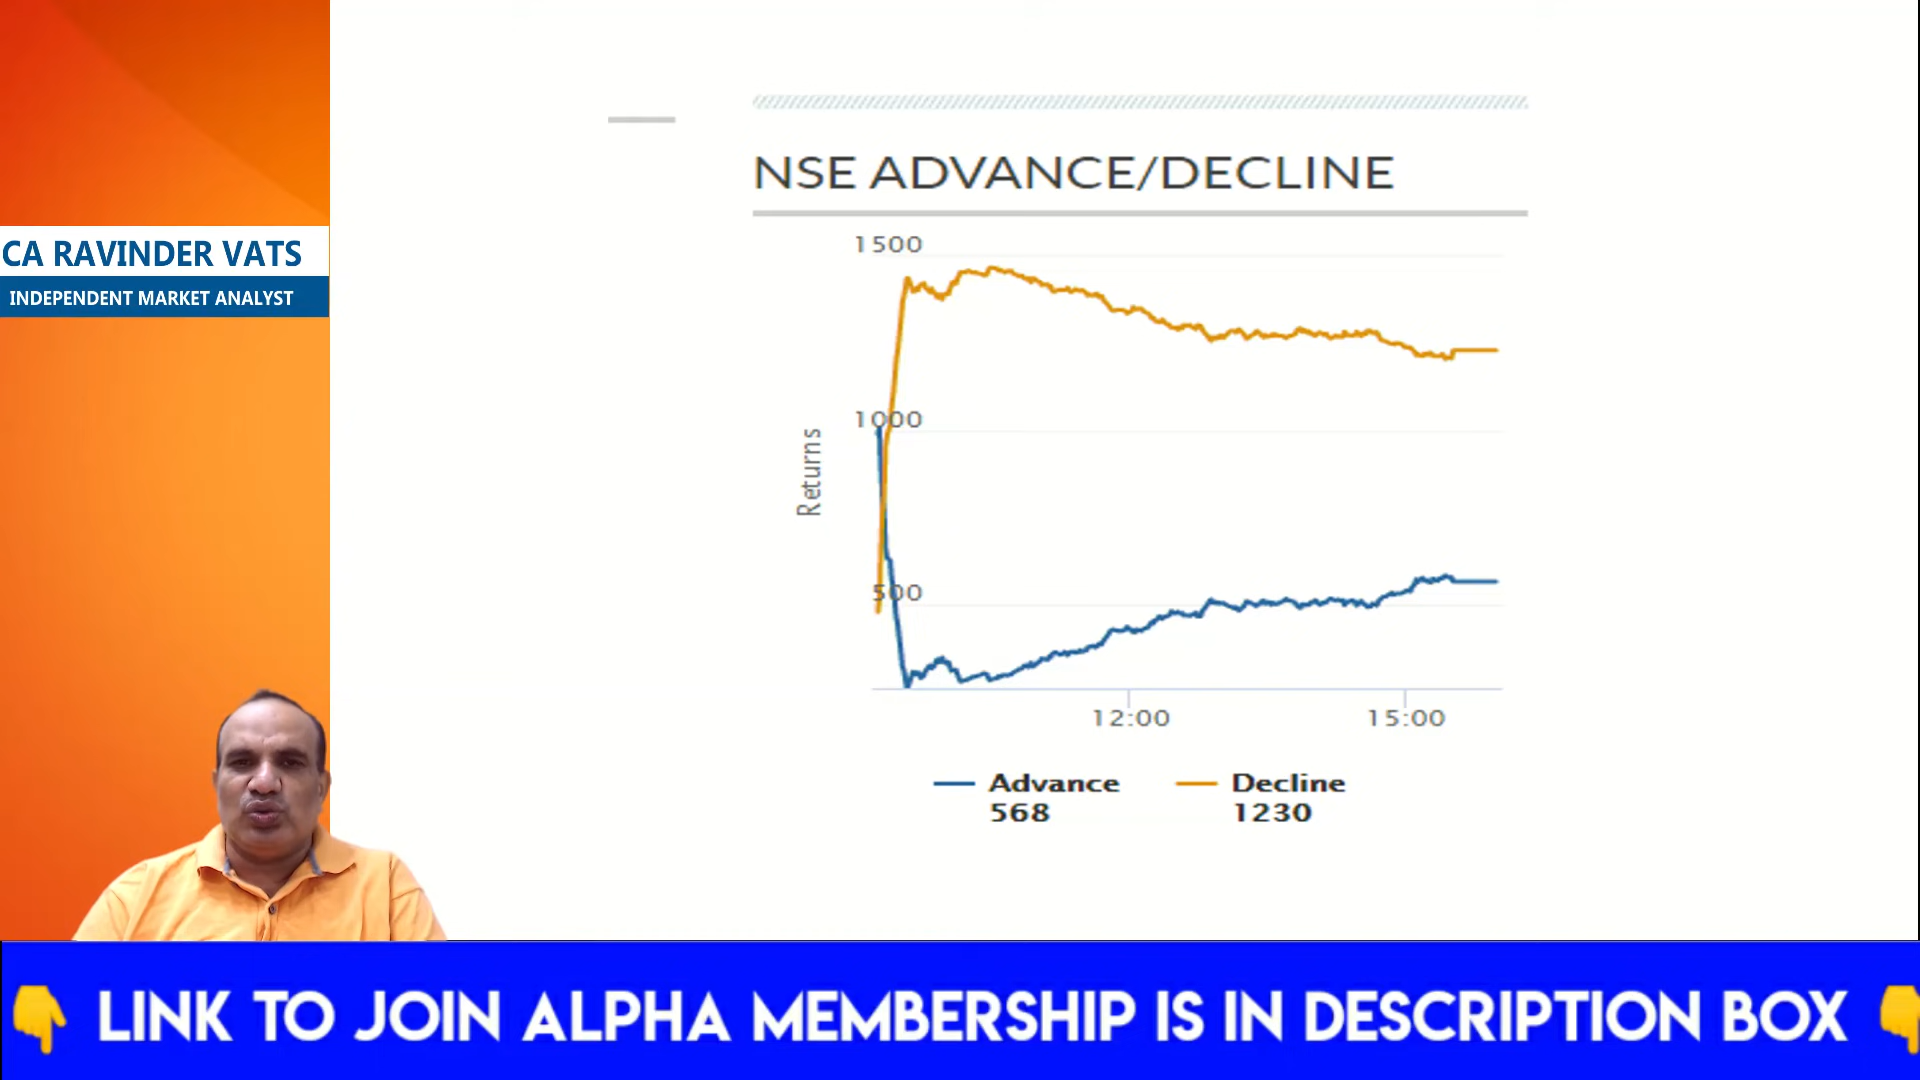 CA RAVINDER VATS
INDEPENDENT MARKET ANALYST
NSE ADVANCE/DECLINE
1500
1000
500
Returns
12:00
15:00
Advance
568
Decline
1230
LINK TO JOIN ALPHA MEMBERSHIP IS IN DESCRIPTION BOX